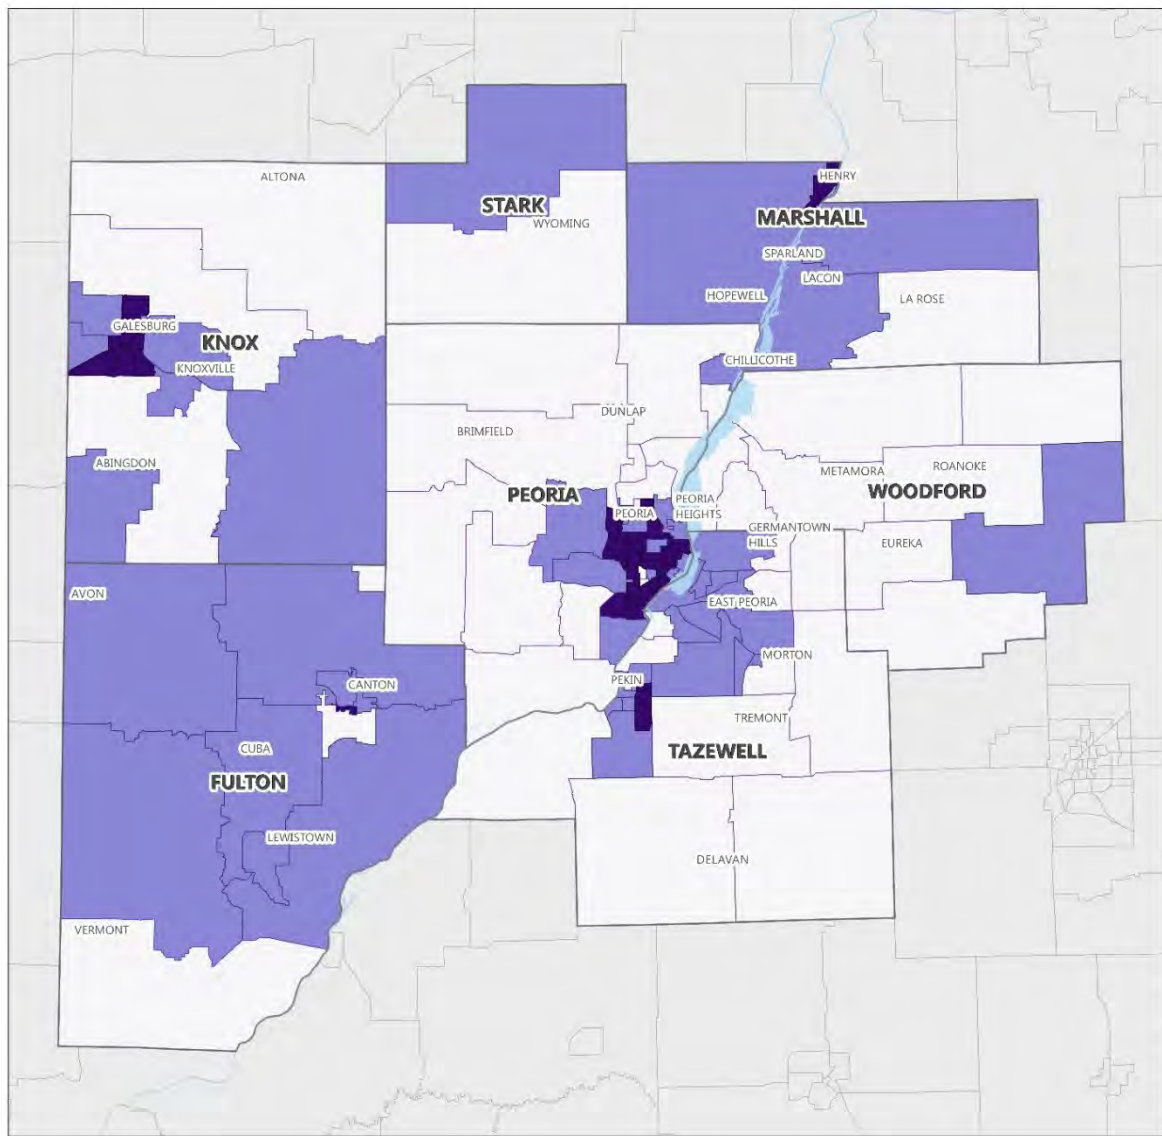 HENRY
ALTONA
STARK
MARSHALL
WYOMING
SPARLAND
LACON
HOPEWELL
LA ROSE
GALESBURG
KNOX
KNOXVILLE
CHILLICOTHE
DUNLAP
BRIMFIELD
ABINGDON
METAMORA
ROANOKE
PEORIA
WOODFORD
PEORIA
HEIGHTS
PEORIA
GERMANTOWN
HILLS
EUREKA
AVON
EAST PEORIA
MORTON
PEKIN
CANTON
TREMONT
CUBA
TAZEWELL
FULTON
LEWISTOWN
DELAVAN
VERMONT